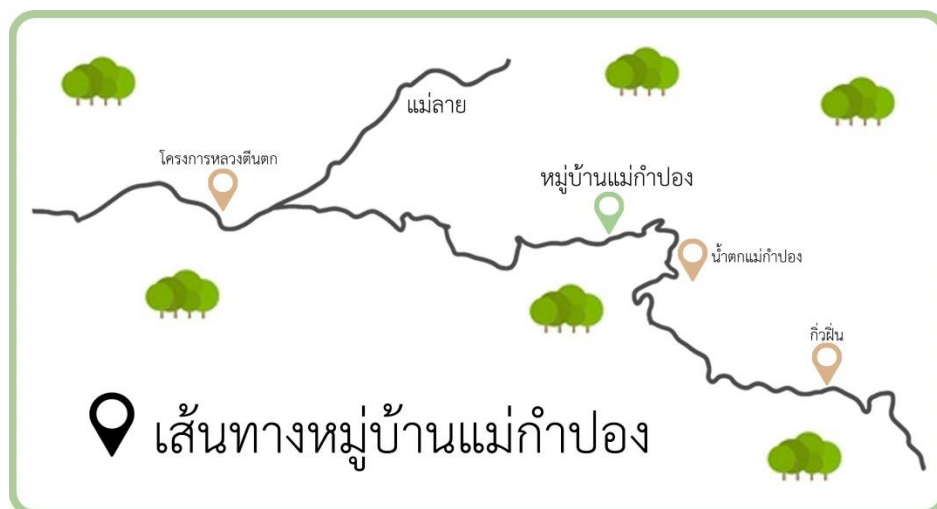 แม่ลาย
โครงการหลวงตีนตก
หมู่บ้านแม่กำปอง
น้ำตกแม่กำปอง
กิ่วฝิ่น
เส้นทางหมู่บ้านแม่กำปอง